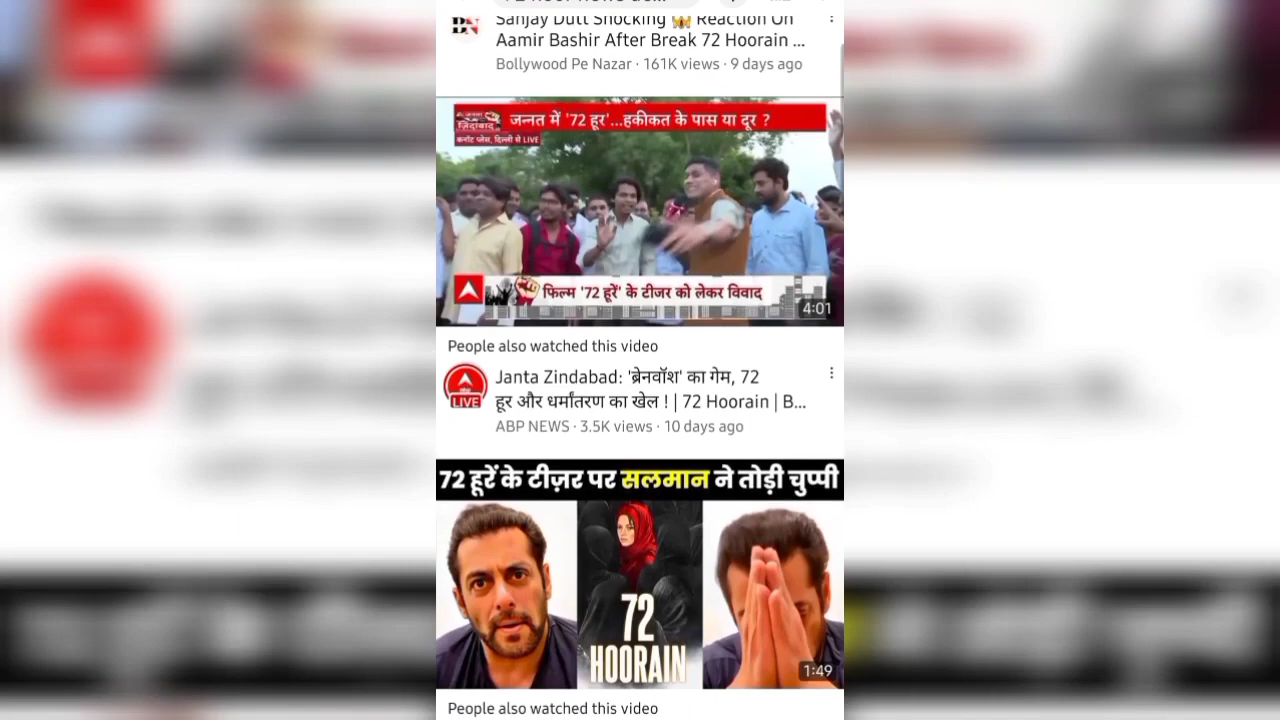 Sanjay Dutt Shocking 🙀 Reaction On
Aamir Bashir After Break 72 Hoorain ...
Bollywood Pe Nazar · 161K views · 9 days ago
जन्नत में '72 हूर'...हकीकत के पास या दूर ?
ज़िंदाबाद
कनॉट प्लेस, दिल्ली से LIVE
फिल्म '72 हूरें' के टीजर को लेकर विवाद
4:01
People also watched this video
LIVE
Janta Zindabad: 'ब्रेनवॉश' का गेम, 72
हूर और धर्मांतरण का खेल ! | 72 Hoorain | B...
ABP NEWS · 3.5K views · 10 days ago
72 हूरें के टीज़र पर सलमान ने तोड़ी चुप्पी
72
HOORAIN
1:49
People also watched this video